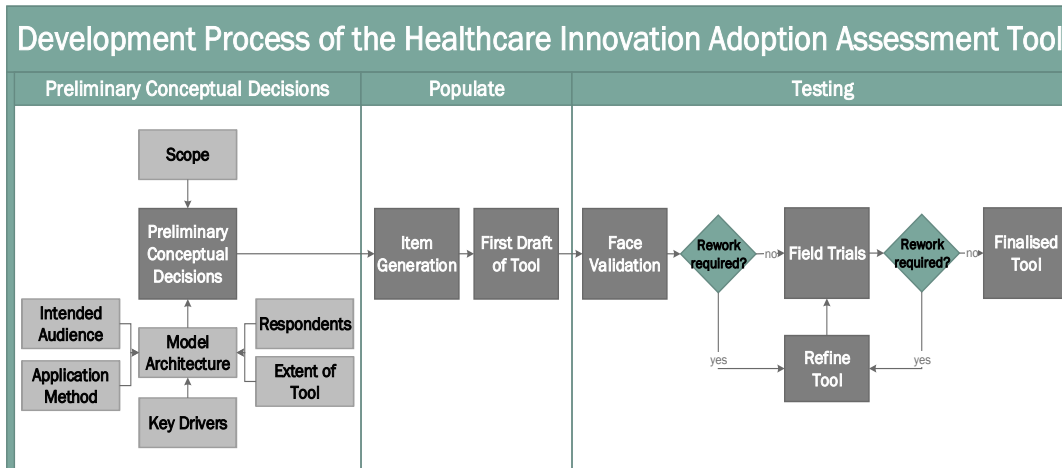 Development Process of the Healthcare Innovation Adoption Assessment Tool
Preliminary Conceptual Decisions
Populate
Testing
Scope
Preliminary
Conceptual
Decisions
Intended
Audience
Application
Method
Model
Architecture
Respondents
Extent of
Tool
Key Drivers
Item
Generation
First Draft
of Tool
Face
Validation
Rework
required?
no
Field Trials
Rework
required?
no
Finalised
Tool
yes
Refine
Tool
yes